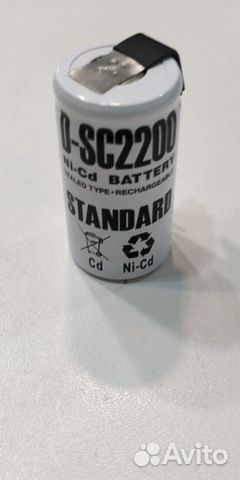 D-SC2200
Ni-Cd BATTERY
SEALED TYPE•RECHARGEABLE
STANDARD
Cd Ni-Cd
Avito